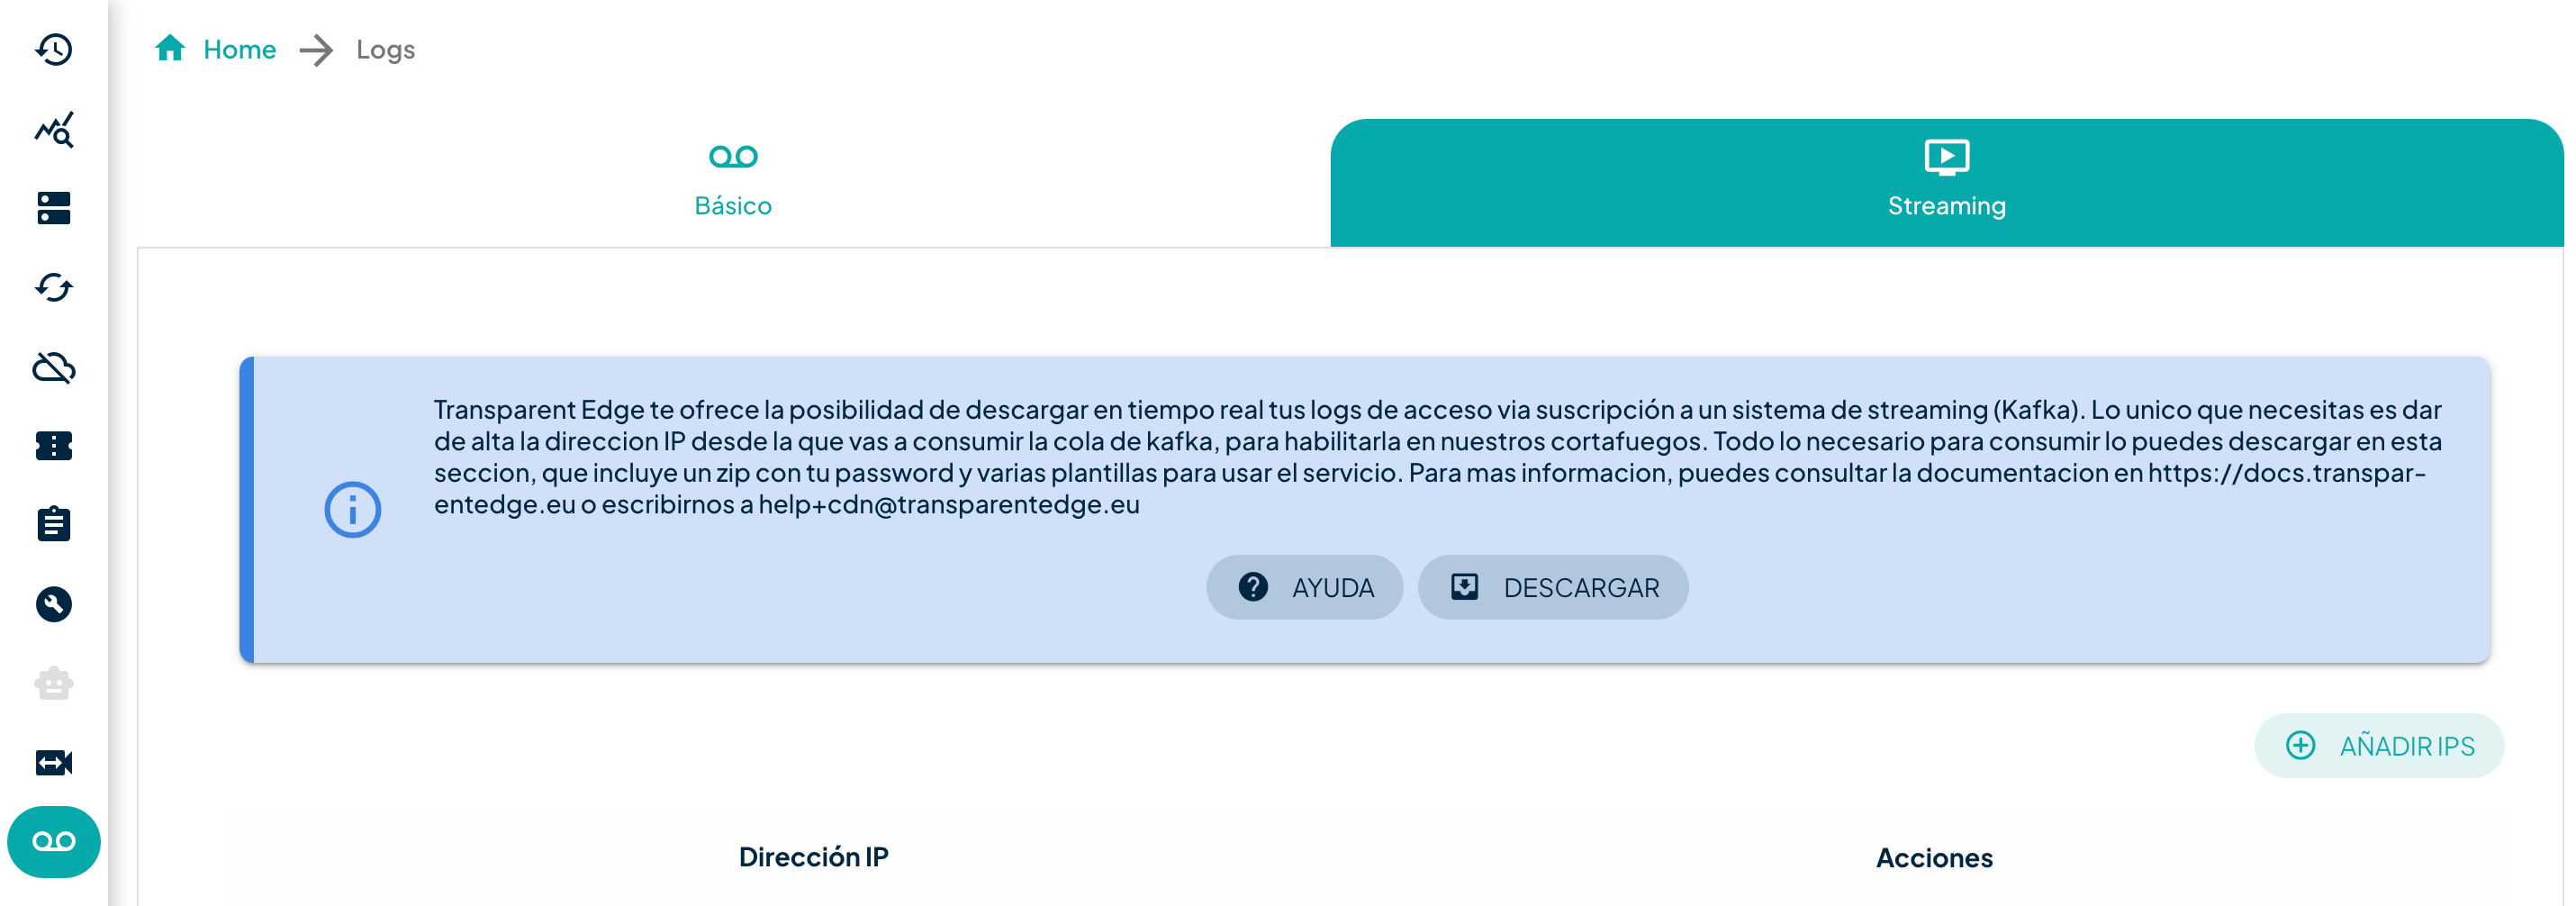 Home → Logs
Básico
Streaming
Transparent Edge te ofrece la posibilidad de descargar en tiempo real tus logs de acceso via suscripción a un sistema de streaming (Kafka). Lo unico que necesitas es dar
de alta la direccion IP desde la que vas a consumir la cola de kafka, para habilitarla en nuestros cortafuegos. Todo lo necesario para consumir lo puedes descargar en esta
seccion, que incluye un zip con tu password y varias plantillas para usar el servicio. Para mas informacion, puedes consultar la documentacion en https://docs.transpar-
entedge.eu o escribirnos a help+cdn@transparentedge.eu
AYUDA DESCARGAR
AÑADIR IPS
Dirección IP Acciones